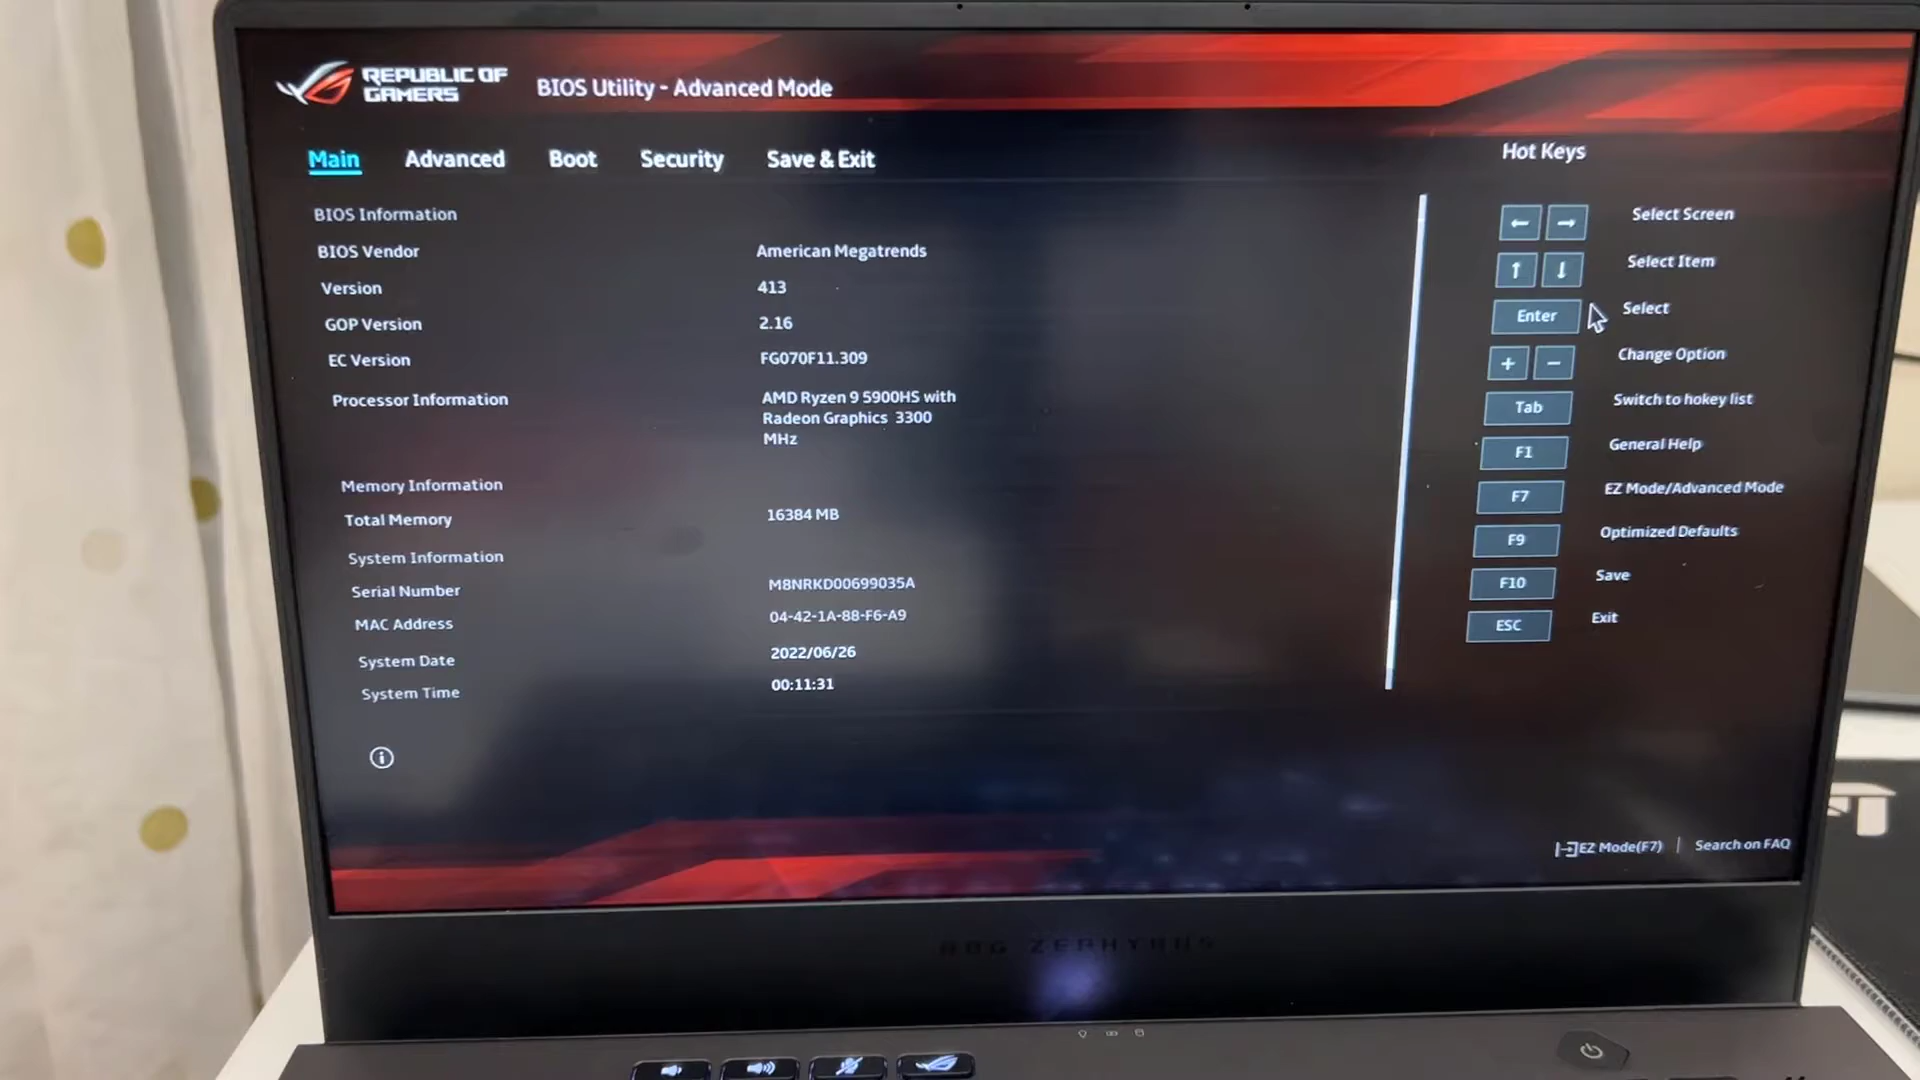 REPUBLIC OF
GAMERS
BIOS Utility - Advanced Mode
Main Advanced Boot Security Save & Exit
Hot Keys
BIOS Information
BIOS Vendor American Megatrends
Version 413
GOP Version 2.16
EC Version FG070F11.309
Processor Information AMD Ryzen 9 5900HS with
Radeon Graphics 3300
MHz
Memory Information
Total Memory 16384 MB
System Information
Serial Number M8NRKD00699035A
MAC Address 04-42-1A-88-F6-A9
System Date 2022/06/26
System Time 00:11:31
← → Select Screen
↑ ↓ Select Item
Enter Select
+ - Change Option
Tab Switch to hokey list
F1 General Help
F7 EZ Mode/Advanced Mode
F9 Optimized Defaults
F10 Save
ESC Exit
EZ Mode(F7) | Search on FAQ
ROG ZEPHYRUS